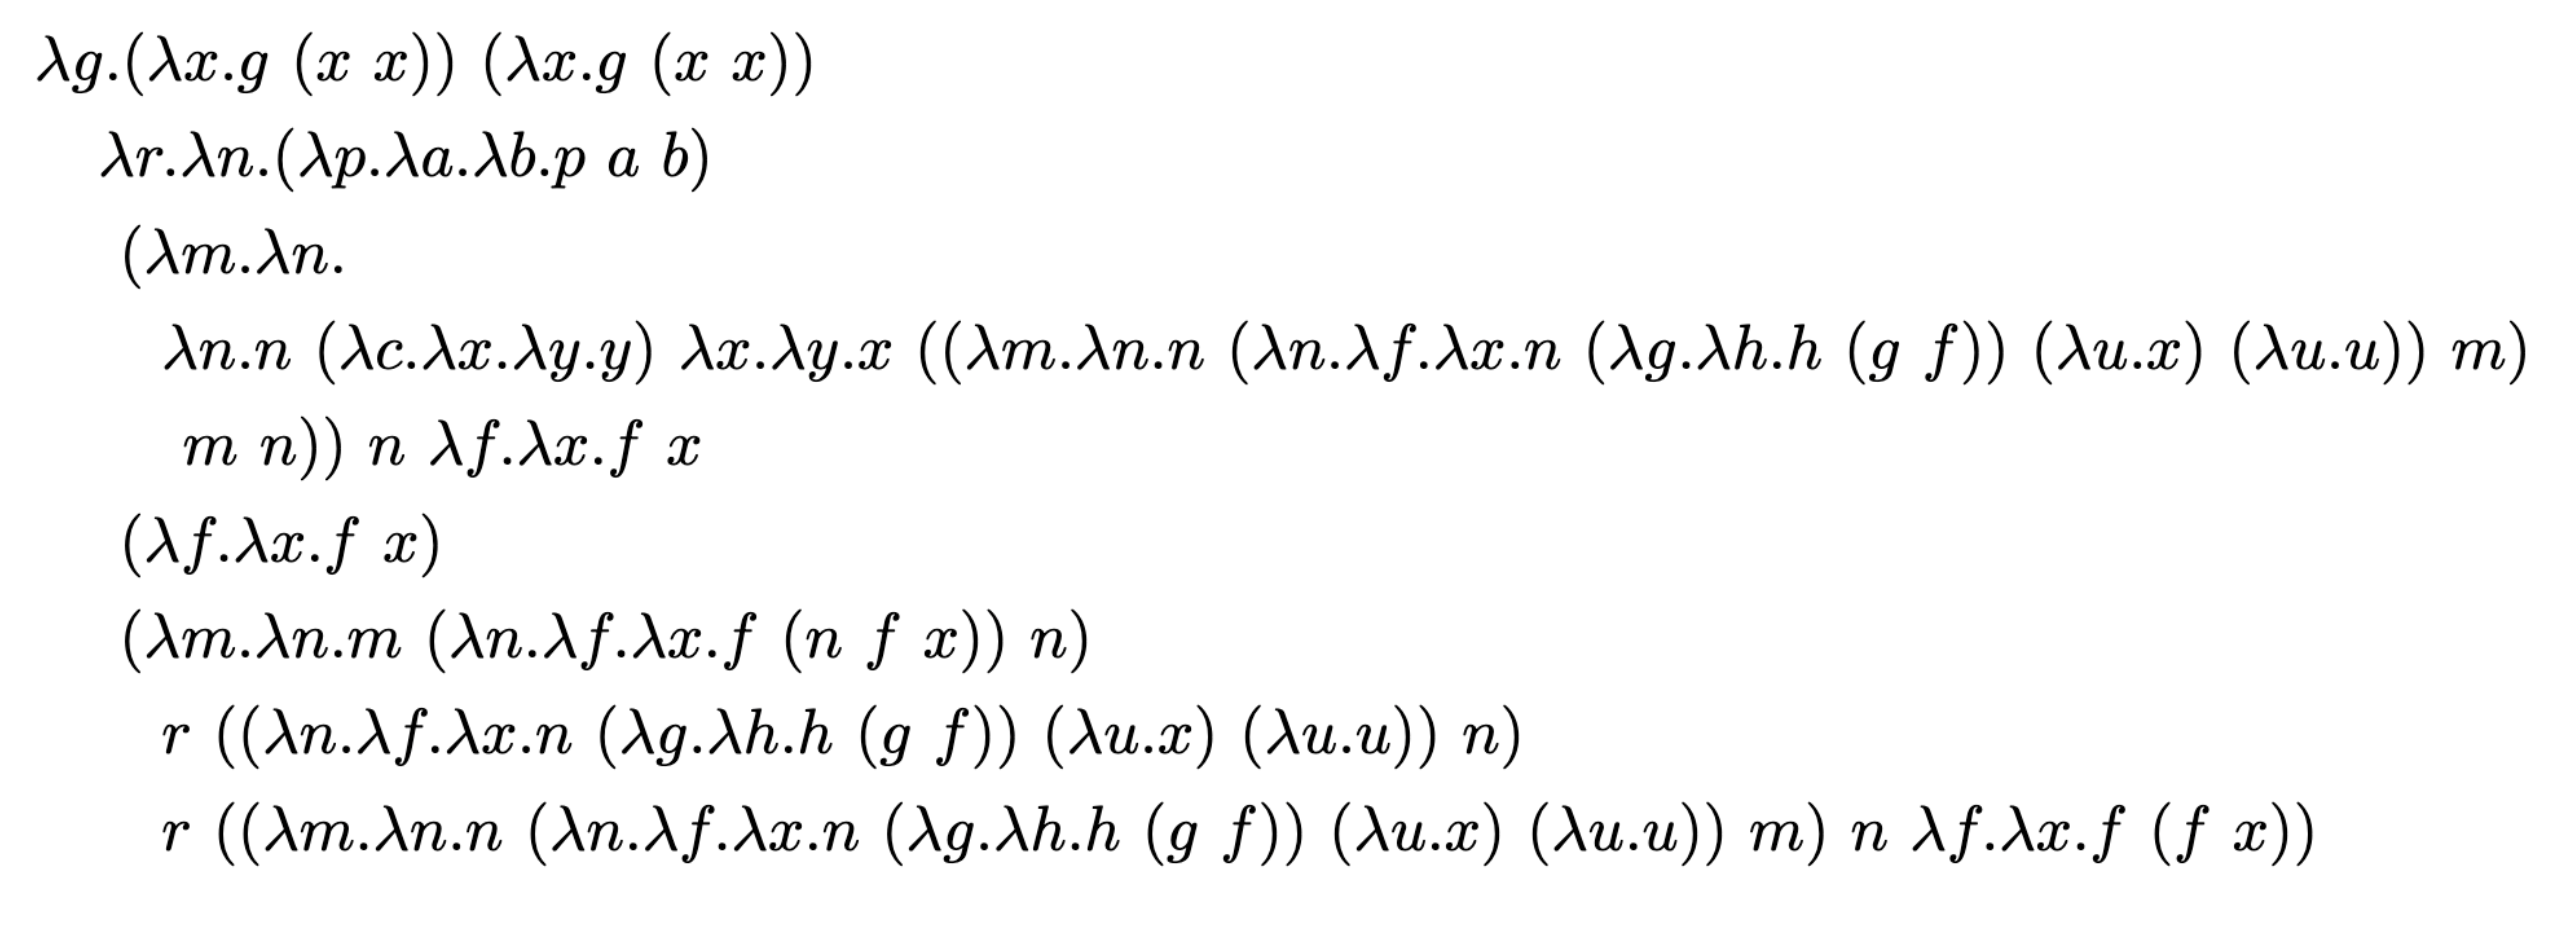 λg.(λx.g (x x)) (λx.g (x x))
λr.λn.(λp.λa.λb.p a b)
(λm.λn.
λn.n (λc.λx.λy.y) λx.λy.x ((λm.λn.n (λn.λf.λx.n (λg.λh.h (g f)) (λu.x) (λu.u)) m)
m n)) n λf.λx.f x
(λf.λx.f x)
(λm.λn.m (λn.λf.λx.f (n f x)) n)
r ((λn.λf.λx.n (λg.λh.h (g f)) (λu.x) (λu.u)) n)
r ((λm.λn.n (λn.λf.λx.n (λg.λh.h (g f)) (λu.x) (λu.u)) m) n λf.λx.f (f x))